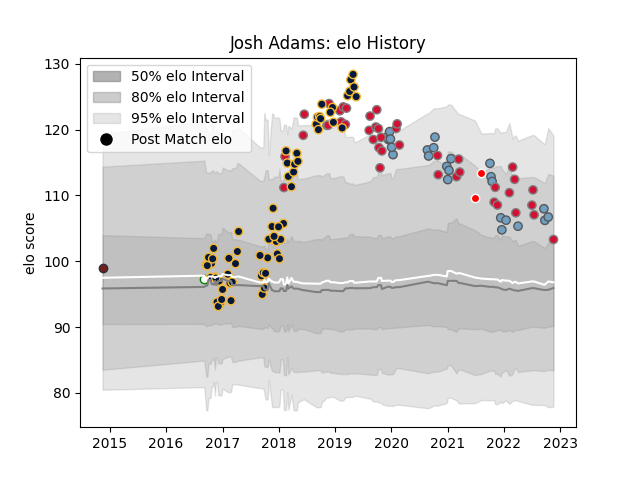 Josh Adams: elo History
50% elo Interval
80% elo Interval
95% elo Interval
Post Match elo
elo score
130
120
110
100
90
80
2015 2016 2017 2018 2019 2020 2021 2022 2023